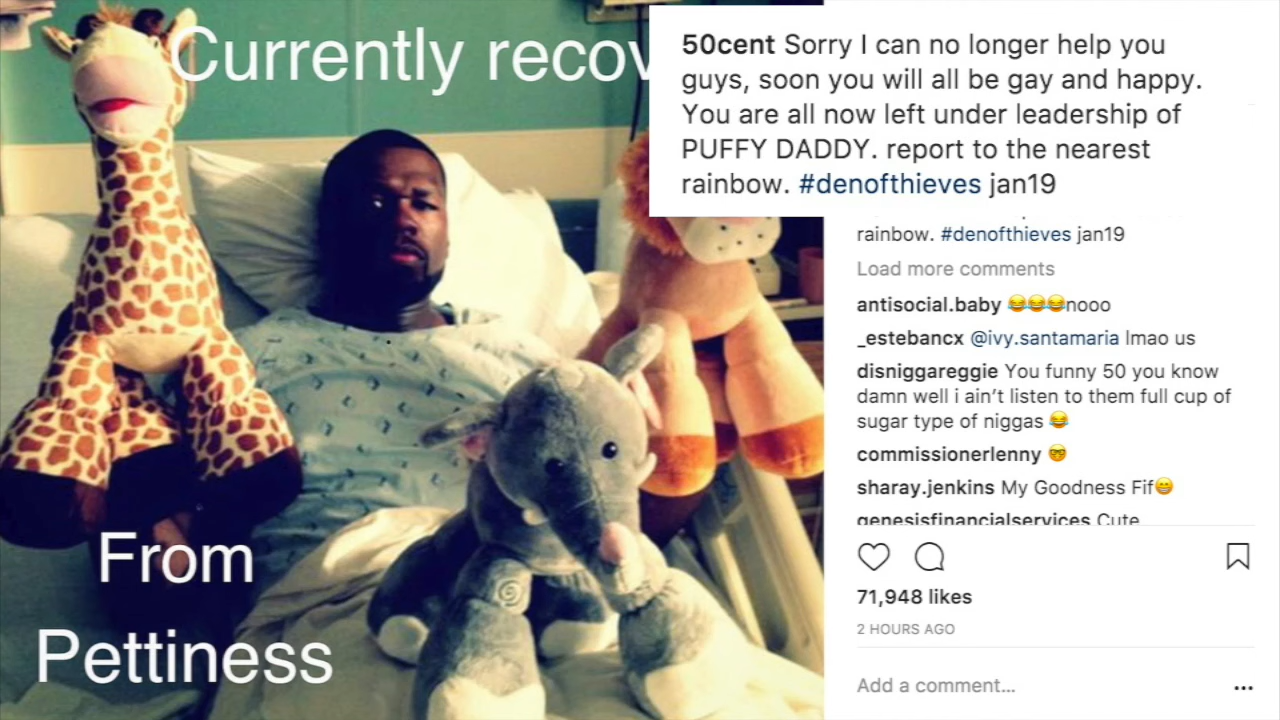 Currently recov
From
Pettiness
50cent Sorry I can no longer help you
guys, soon you will all be gay and happy.
You are all now left under leadership of
PUFFY DADDY. report to the nearest
rainbow. #denofthieves jan19
rainbow. #denofthieves jan19
Load more comments
antisocial.baby 😂😂😂nooo
_estebancx @ivy.santamaria lmao us
disniggareggie You funny 50 you know
damn well i ain’t listen to them full cup of
sugar type of niggas 😂
commissionerlenny 🤓
sharay.jenkins My Goodness Fif😁
genesisfinancialservices Cute
71,948 likes
2 HOURS AGO
Add a comment...